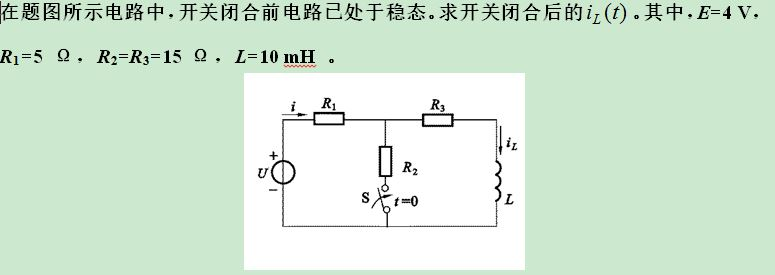 在题图所示电路中，开关闭合前电路已处于稳态。求开关闭合后的i_L(t)。其中，E=4 V，
R1=5 Ω，R2=R3=15 Ω，L=10 mH 。
i R1 R3
iL
+
U R2
−
S t=0 L